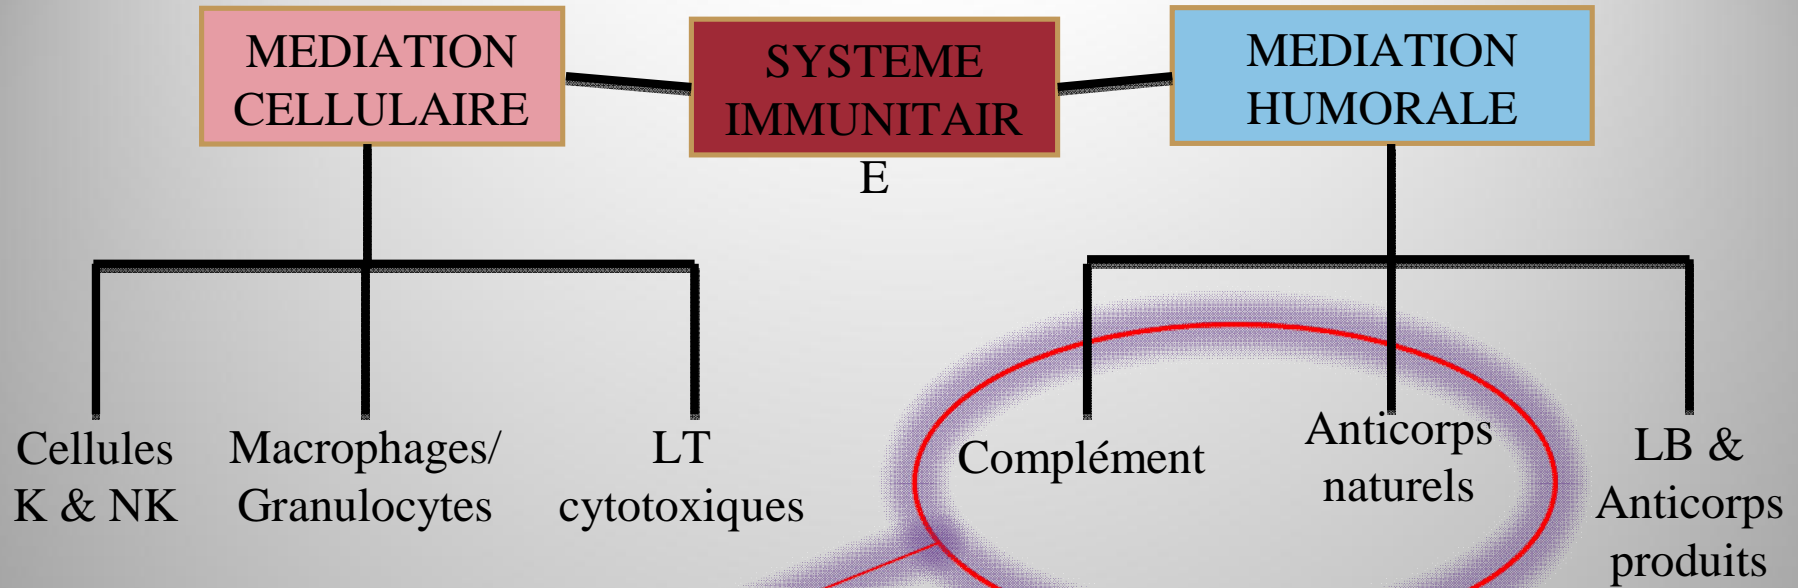 MEDIATION
CELLULAIRE
SYSTEME
IMMUNITAIR
E
MEDIATION
HUMORALE
Cellules
K & NK
Macrophages/
Granulocytes
LT
cytotoxiques
Complément
Anticorps
naturels
LB &
Anticorps
produits